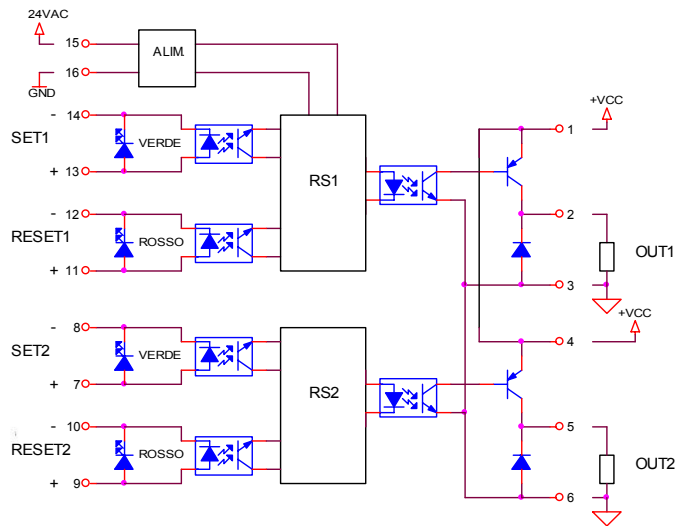 24VAC
15
ALIM.
16
GND
- 14
SET1
VERDE
+ 13
- 12
RESET1
ROSSO
+ 11
RS1
+VCC
1
2
OUT1
3
- 8
SET2
VERDE
+ 7
- 10
RESET2
ROSSO
+ 9
RS2
+VCC
4
5
OUT2
6